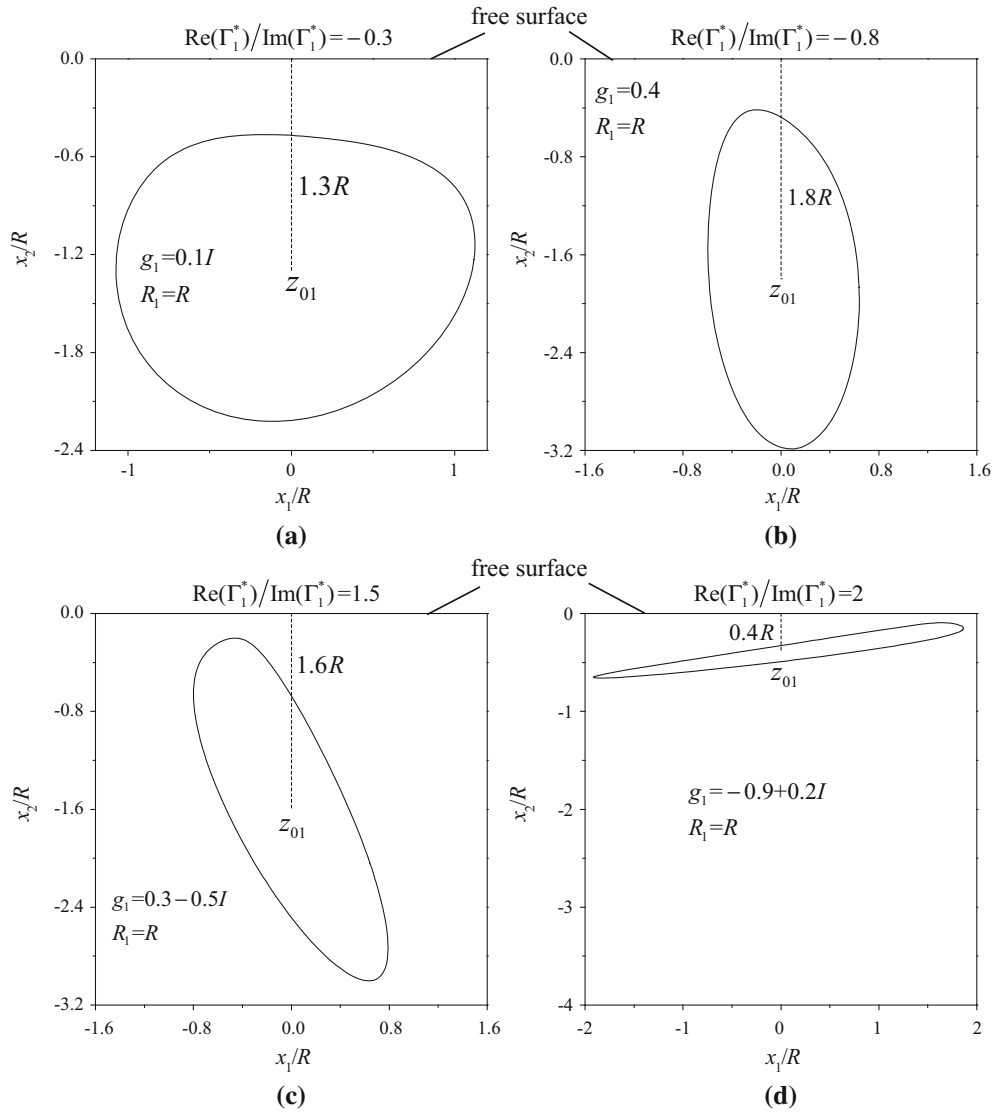 free surface
Re(Γ₁*)/Im(Γ₁*)=−0.3
Re(Γ₁*)/Im(Γ₁*)=−0.8
0.0
-0.6
-1.2
-1.8
-2.4
x₂/R
1.3R
g₁=0.1I
R₁=R
z₀₁
-1
0
1
x₁/R
(a)
0.0
-0.8
-1.6
-2.4
-3.2
x₂/R
g₁=0.4
R₁=R
1.8R
z₀₁
-1.6
-0.8
0.0
0.8
1.6
x₁/R
(b)
free surface
Re(Γ₁*)/Im(Γ₁*)=1.5
Re(Γ₁*)/Im(Γ₁*)=2
0.0
-0.8
-1.6
-2.4
-3.2
x₂/R
1.6R
z₀₁
g₁=0.3−0.5I
R₁=R
-1.6
-0.8
0.0
0.8
1.6
x₁/R
(c)
0
-1
-2
-3
-4
x₂/R
0.4R
z₀₁
g₁=−0.9+0.2I
R₁=R
-2
-1
0
1
2
x₁/R
(d)